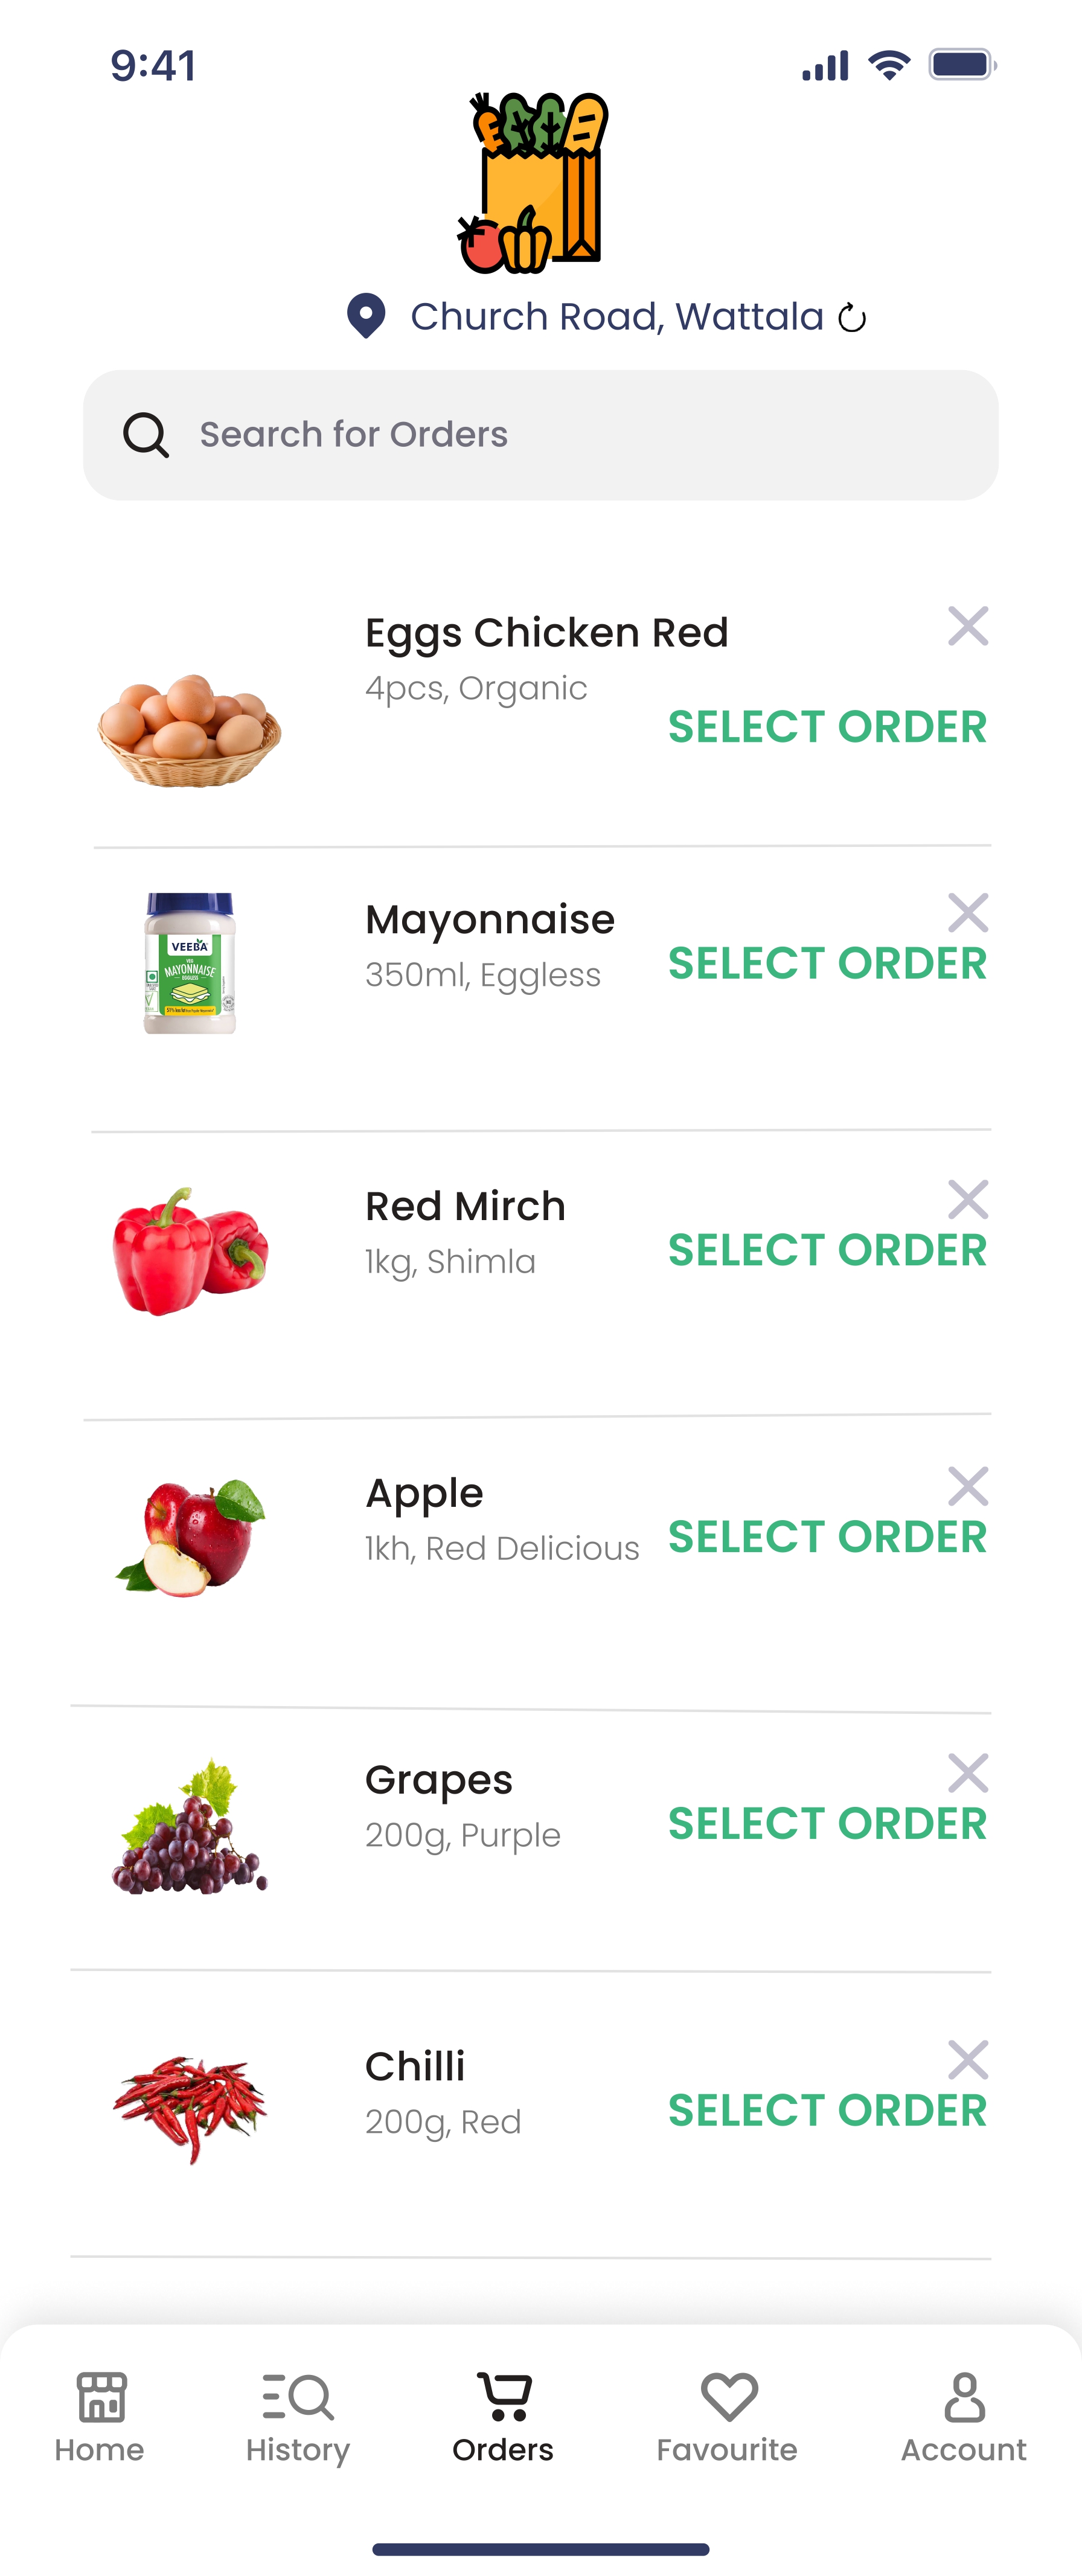 9:41
Church Road, Wattala
Search for Orders
Eggs Chicken Red
4pcs, Organic
SELECT ORDER
VEEBA
VEG
MAYONNAISE
EGGLESS
Mayonnaise
350ml, Eggless
SELECT ORDER
Red Mirch
1kg, Shimla
SELECT ORDER
Apple
1kh, Red Delicious
SELECT ORDER
Grapes
200g, Purple
SELECT ORDER
Chilli
200g, Red
SELECT ORDER
Home
History
Orders
Favourite
Account